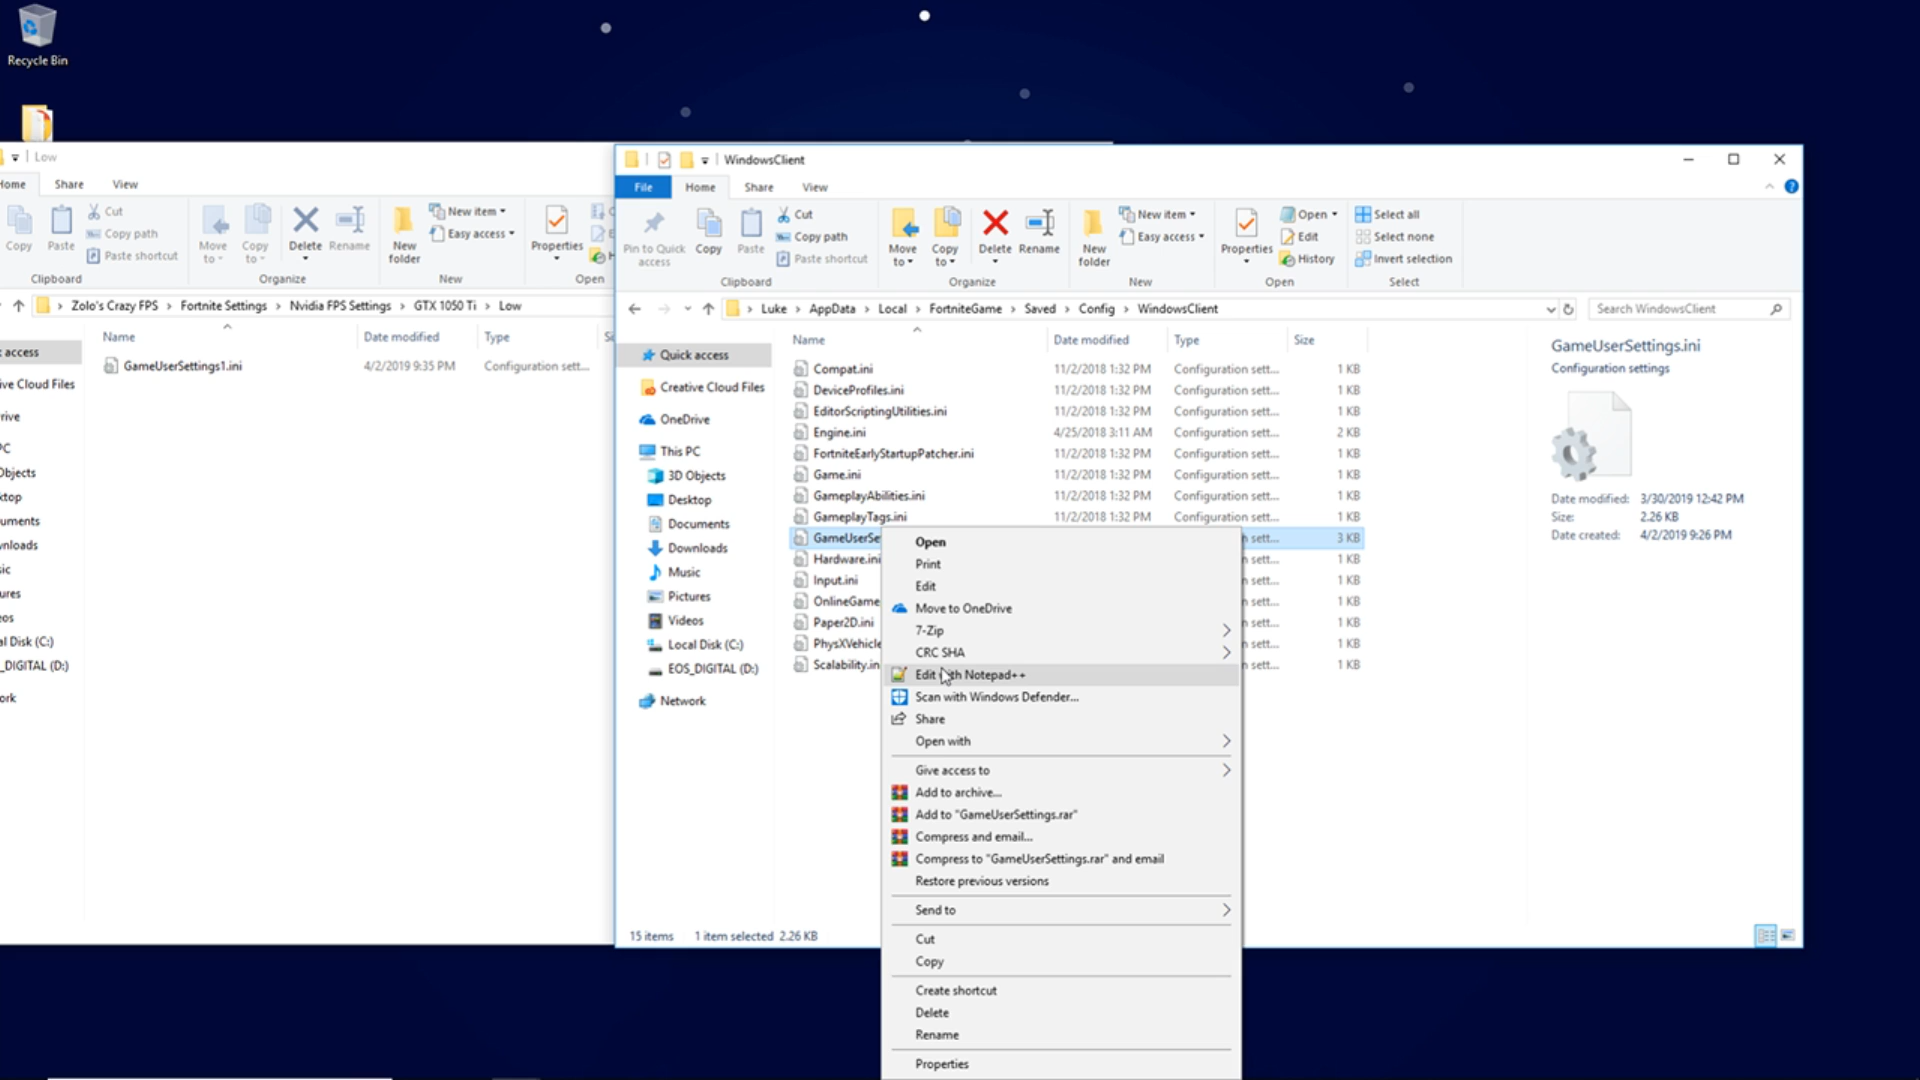 Recycle Bin
Low
Home Share View
Copy
Paste
Cut
Copy path
Paste shortcut
Clipboard
Move to
Copy to
Delete
Rename
Organize
New folder
New item
Easy access
New
Properties
Open
Zolo's Crazy FPS > Fortnite Settings > Nvidia FPS Settings > GTX 1050 Ti > Low
Name Date modified Type
GameUserSettings1.ini 4/2/2019 9:35 PM Configuration sett...
access
ive Cloud Files
rive
PC
Objects
ktop
uments
wnloads
sic
ures
eos
al Disk (C:)
_DIGITAL (D:)
ork
WindowsClient
File Home Share View
Pin to Quick access
Copy
Paste
Cut
Copy path
Paste shortcut
Clipboard
Move to
Copy to
Delete
Rename
Organize
New folder
New item
Easy access
New
Properties
Open
Edit
History
Open
Select all
Select none
Invert selection
Select
Luke > AppData > Local > FortniteGame > Saved > Config > WindowsClient
Search WindowsClient
Quick access
Creative Cloud Files
OneDrive
This PC
3D Objects
Desktop
Documents
Downloads
Music
Pictures
Videos
Local Disk (C:)
EOS_DIGITAL (D:)
Network
Name Date modified Type Size
Compat.ini 11/2/2018 1:32 PM Configuration sett... 1 KB
DeviceProfiles.ini 11/2/2018 1:32 PM Configuration sett... 1 KB
EditorScriptingUtilities.ini 11/2/2018 1:32 PM Configuration sett... 1 KB
Engine.ini 4/25/2018 3:11 AM Configuration sett... 2 KB
FortniteEarlyStartupPatcher.ini 11/2/2018 1:32 PM Configuration sett... 1 KB
Game.ini 11/2/2018 1:32 PM Configuration sett... 1 KB
GameplayAbilities.ini 11/2/2018 1:32 PM Configuration sett... 1 KB
GameplayTags.ini 11/2/2018 1:32 PM Configuration sett... 1 KB
GameUserSe n sett... 3 KB
Hardware.ini n sett... 1 KB
Input.ini n sett... 1 KB
OnlineGame n sett... 1 KB
Paper2D.ini n sett... 1 KB
PhysXVehicle n sett... 1 KB
Scalability.in n sett... 1 KB
Open
Print
Edit
Move to OneDrive
7-Zip
CRC SHA
Edit with Notepad++
Scan with Windows Defender...
Share
Open with
Give access to
Add to archive...
Add to "GameUserSettings.rar"
Compress and email...
Compress to "GameUserSettings.rar" and email
Restore previous versions
Send to
Cut
Copy
Create shortcut
Delete
Rename
Properties
GameUserSettings.ini
Configuration settings
Date modified: 3/30/2019 12:42 PM
Size: 2.26 KB
Date created: 4/2/2019 9:26 PM
15 items 1 item selected 2.26 KB